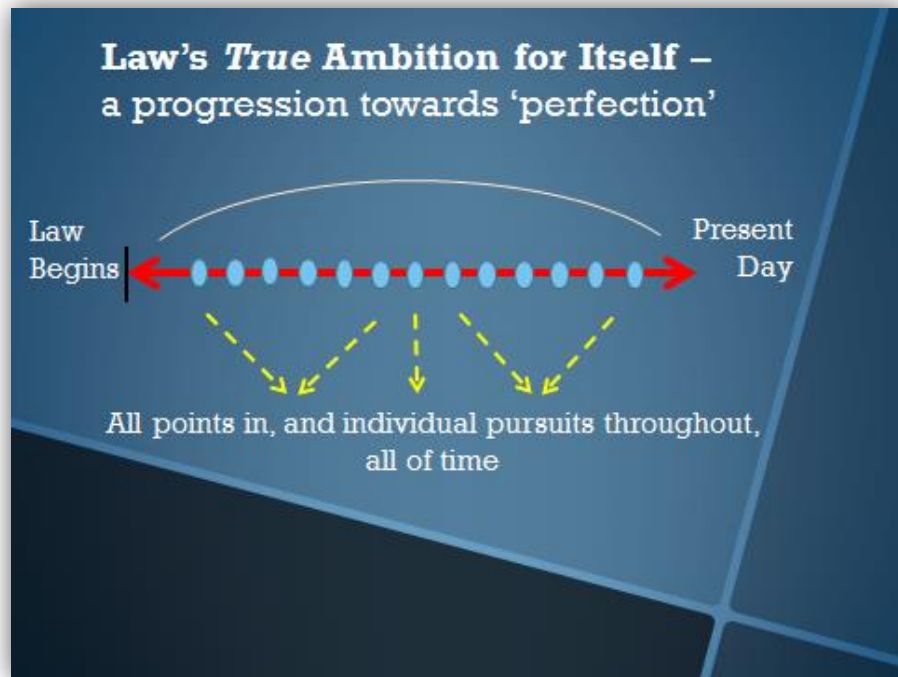 Law's True Ambition for Itself –
a progression towards ‘perfection’
Law
Begins
Present
Day
All points in, and individual pursuits throughout,
all of time